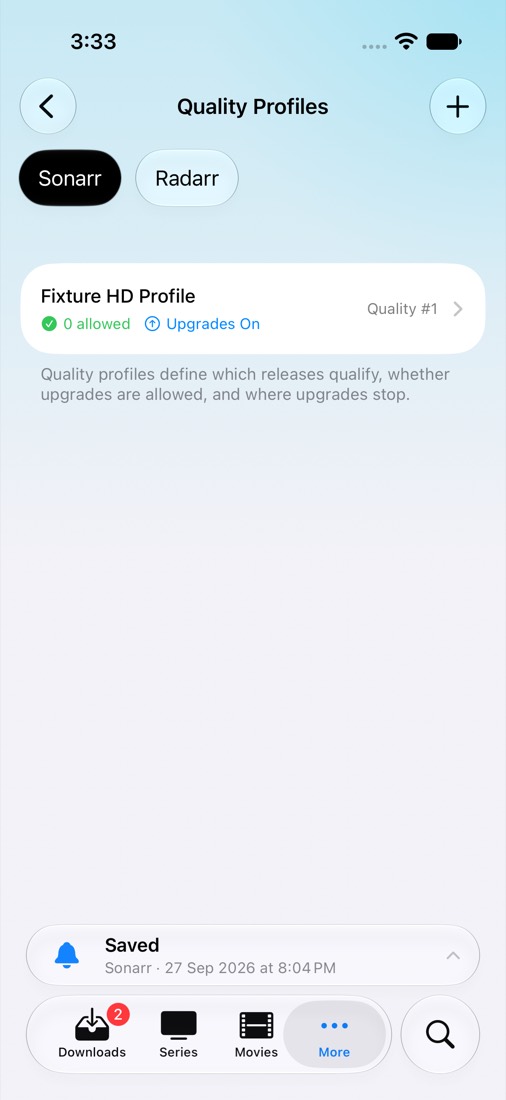 3:33
Quality Profiles
Sonarr
Radarr
Fixture HD Profile
0 allowed
Upgrades On
Quality #1
Quality profiles define which releases qualify, whether
upgrades are allowed, and where upgrades stop.
Saved
Sonarr · 27 Sep 2026 at 8:04 PM
2
Downloads
Series
Movies
More